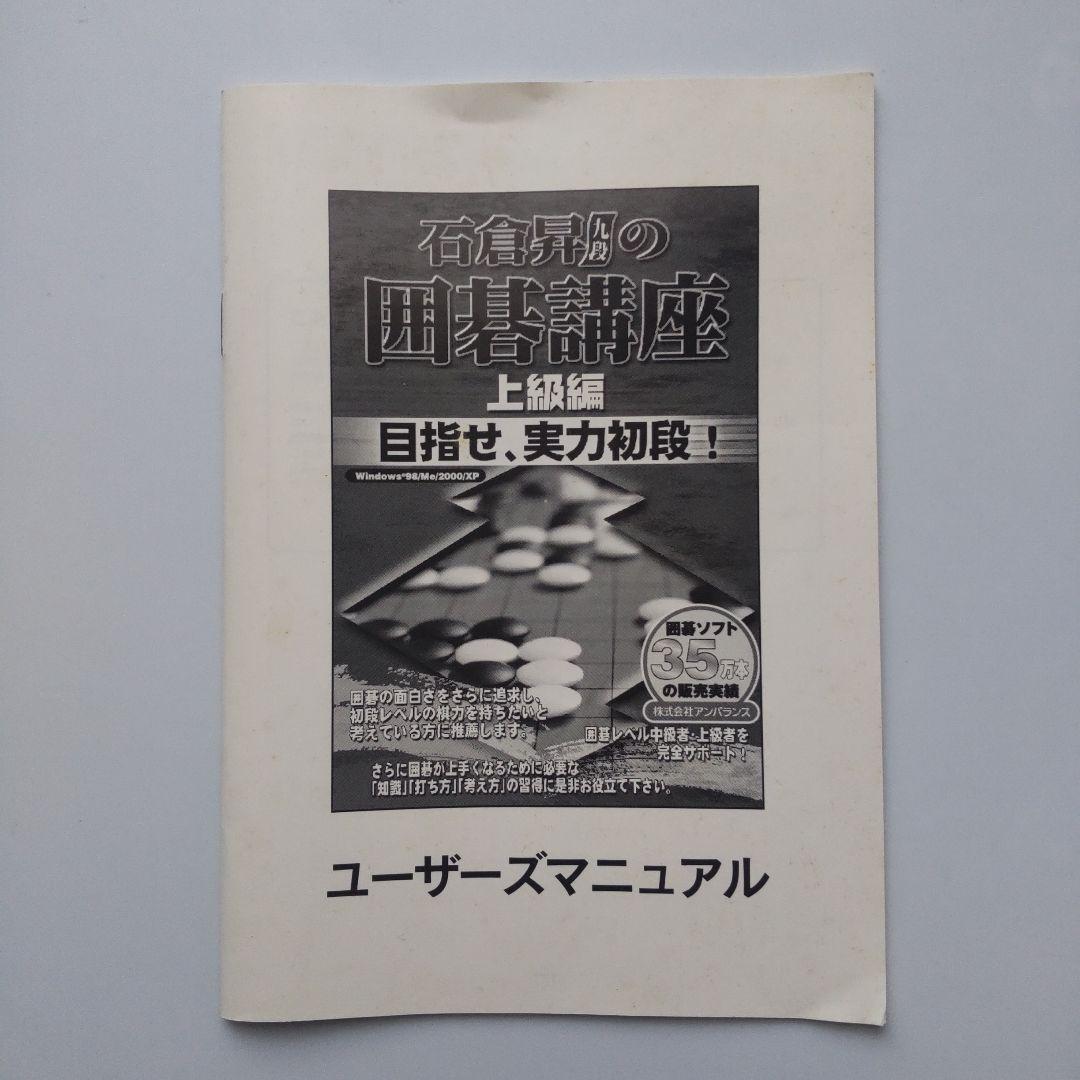 石倉昇九段の
囲碁講座
上級編
目指せ、実力初段！
Windows®98/Me/2000/XP
囲碁ソフト
35万本
の販売実績
株式会社アンバランス
囲碁の面白さをさらに追求し、
初段レベルの棋力を持ちたいと
考えている方に推薦します。
囲碁レベル中級者・上級者を
完全サポート！
さらに囲碁が上手くなるために必要な
「知識」「打ち方」「考え方」の習得に是非お役立て下さい。
ユーザーズマニュアル